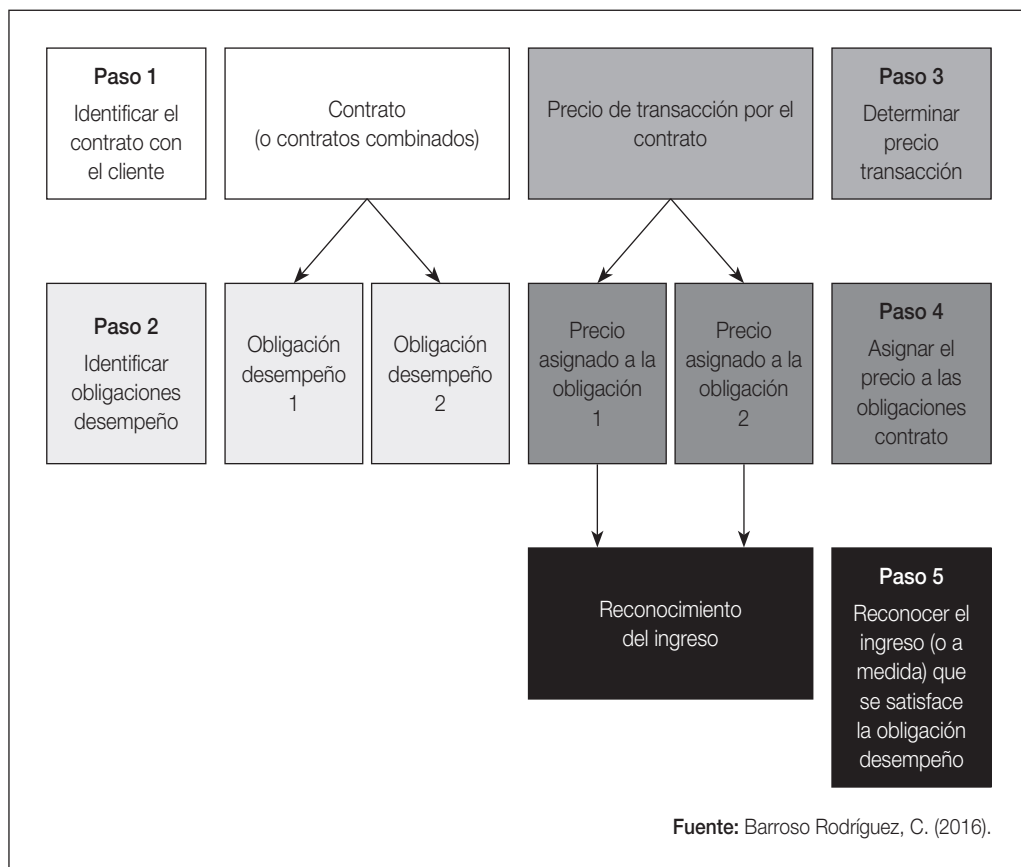 Paso 1
Identificar el
contrato con
el cliente
Contrato
(o contratos combinados)
Precio de transacción por el
contrato
Paso 3
Determinar
precio
transacción
Paso 2
Identificar
obligaciones
desempeño
Obligación
desempeño
1
Obligación
desempeño
2
Precio
asignado a la
obligación
1
Precio
asignado a la
obligación
2
Paso 4
Asignar el
precio a las
obligaciones
contrato
Reconocimiento
del ingreso
Paso 5
Reconocer el
ingreso (o a
medida) que
se satisface
la obligación
desempeño
Fuente: Barroso Rodríguez, C. (2016).